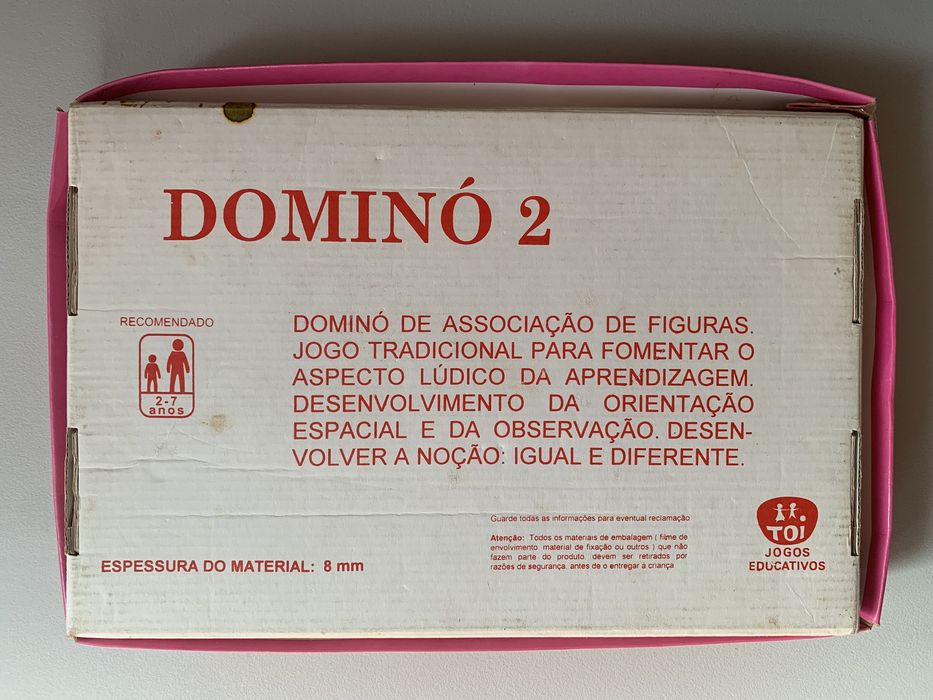 DOMINÓ 2
RECOMENDADO
2-7
anos
DOMINÓ DE ASSOCIAÇÃO DE FIGURAS.
JOGO TRADICIONAL PARA FOMENTAR O
ASPECTO LÚDICO DA APRENDIZAGEM.
DESENVOLVIMENTO DA ORIENTAÇÃO
ESPACIAL E DA OBSERVAÇÃO. DESEN-
VOLVER A NOÇÃO: IGUAL E DIFERENTE.
ESPESSURA DO MATERIAL: 8 mm
Guarde todas as informações para eventual reclamação
Atenção: Todos os materiais de embalagem ( filme de
envolvimento, material de fixação ou outros ) que não
fazem parte do produto, devem ser retirados por
razões de segurança, antes de o entregar à criança
TOi
JOGOS
EDUCATIVOS